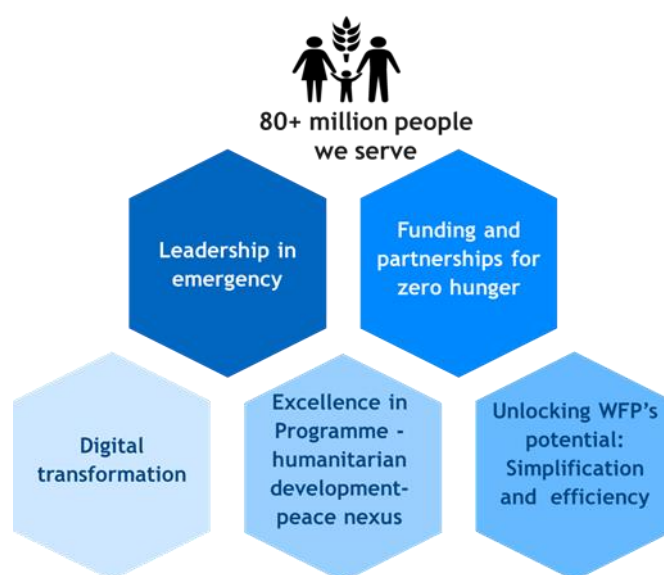 80+ million people
we serve
Leadership in
emergency
Funding and
partnerships for
zero hunger
Digital
transformation
Excellence in
Programme -
humanitarian
development-
peace nexus
Unlocking WFP's
potential:
Simplification
and efficiency